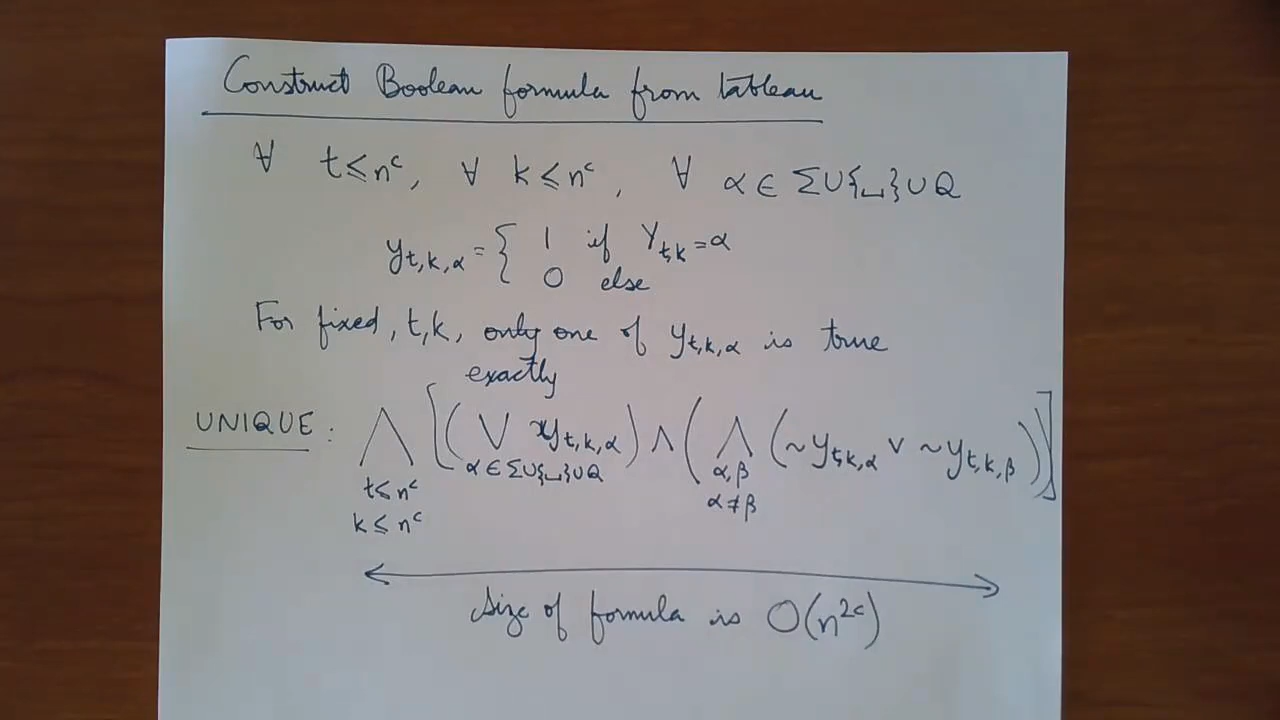 Construct Boolean formula from tableau
∀ t ≤ n^c, ∀ k ≤ n^c, ∀ α ∈ Σ∪{␣}∪Q
y_{t,k,α} = { 1 if Y_{t,k} = α
0 else
For fixed, t,k, only one of y_{t,k,α} is true
exactly
UNIQUE: ⋀_{t≤n^c, k≤n^c} [(⋁_{α∈Σ∪{␣}∪Q} y_{t,k,α}) ∧ (⋀_{α,β, α≠β} (~y_{t,k,α} ∨ ~y_{t,k,β}))]
Size of formula is O(n^{2c})